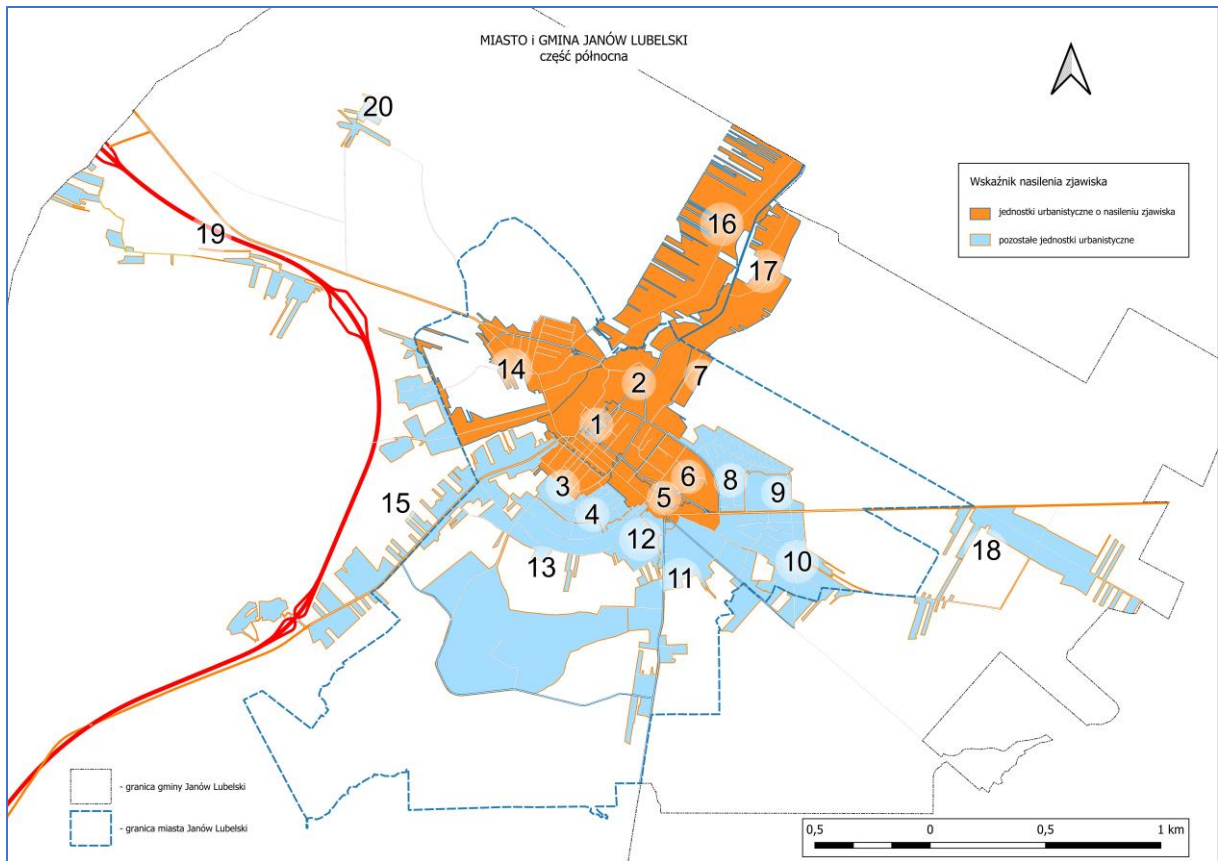 MIASTO i GMINA JANÓW LUBELSKI
część północna
20
Wskaźnik nasilenia zjawiska
jednostki urbanistyczne o nasileniu zjawiska
pozostałe jednostki urbanistyczne
16
19
17
14
2
7
1
6
8
3
5
9
15
4
12
18
13
11
10
- granica gminy Janów Lubelski
- granica miasta Janów Lubelski
0,5 0 0,5 1 km